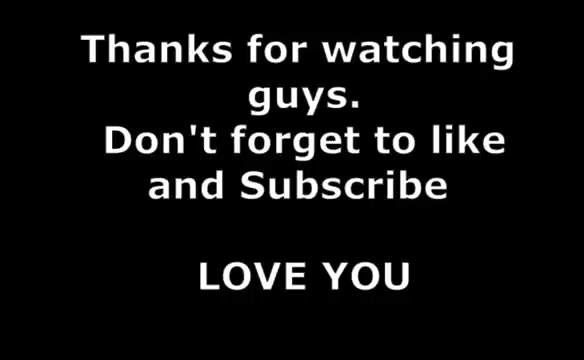 Thanks for watching
guys.
Don't forget to like
and Subscribe
LOVE YOU